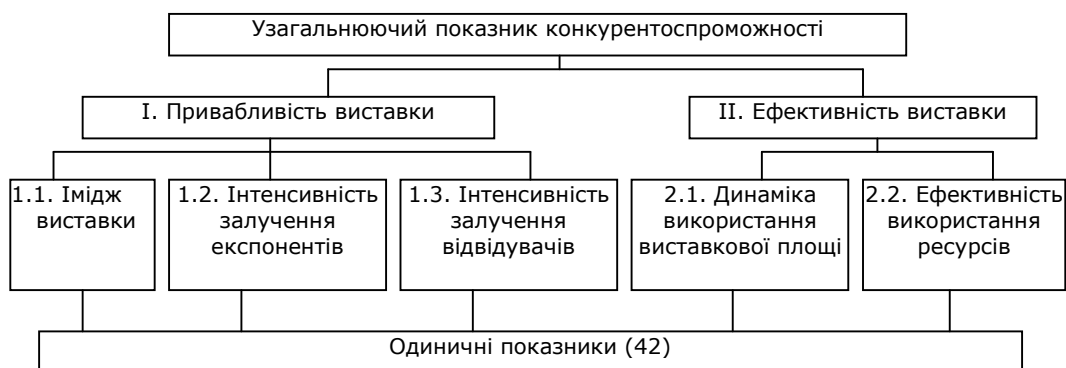 Узагальнюючий показник конкурентоспроможності
І. Привабливість виставки
ІІ. Ефективність виставки
1.1. Імідж
виставки
1.2. Інтенсивність
залучення
експонентів
1.3. Інтенсивність
залучення
відвідувачів
2.1. Динаміка
використання
виставкової площі
2.2. Ефективність
використання
ресурсів
Одиничні показники (42)